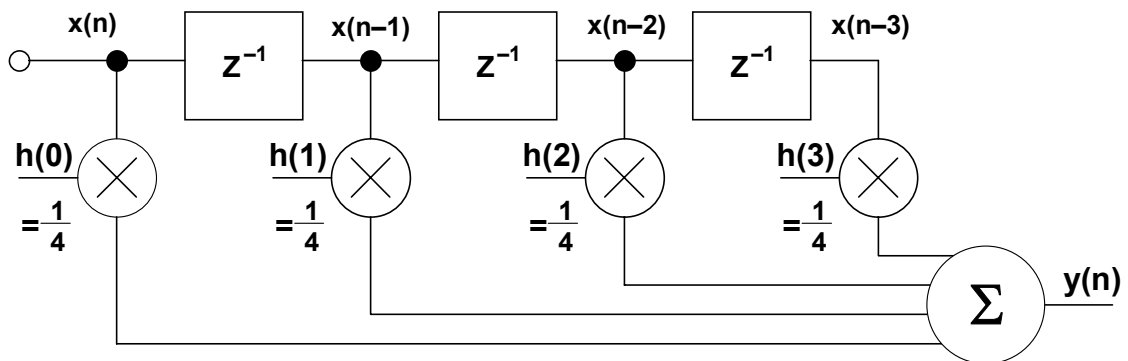 x(n) x(n–1) x(n–2) x(n–3)
Z⁻¹ Z⁻¹ Z⁻¹
h(0) h(1) h(2) h(3)
= 1/4 = 1/4 = 1/4 = 1/4
Σ y(n)